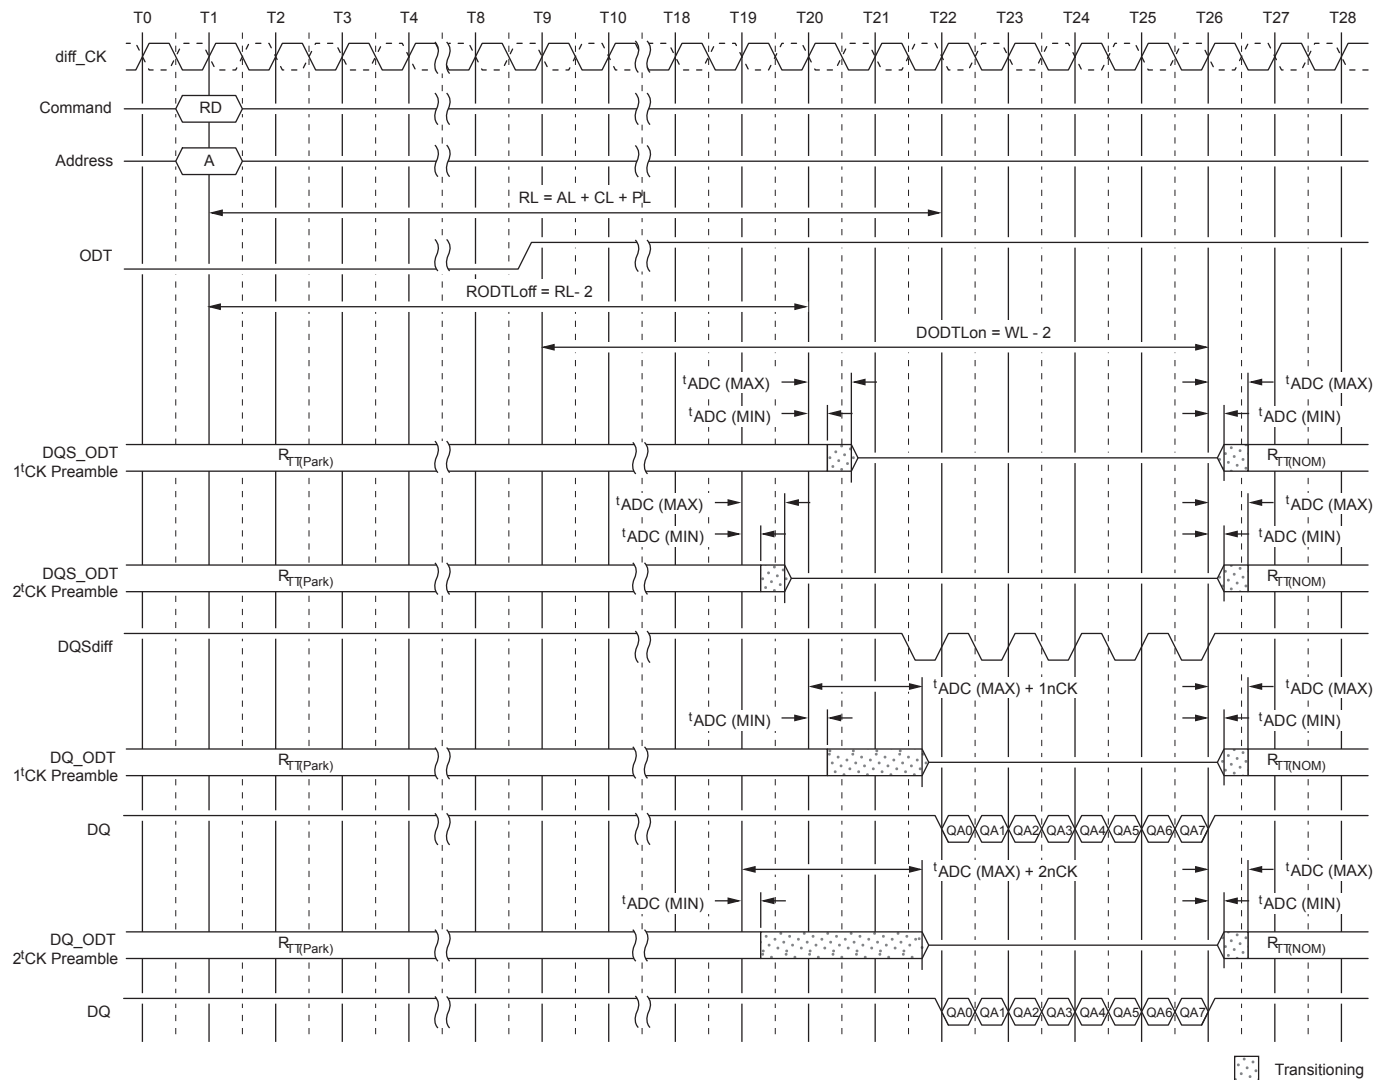 T0 T1 T2 T3 T4 T8 T9 T10 T18 T19 T20 T21 T22 T23 T24 T25 T26 T27 T28
diff_CK
Command RD
Address A
RL = AL + CL + PL
ODT
RODTLoff = RL- 2
DODTLon = WL - 2
tADC (MAX) tADC (MAX)
tADC (MIN) tADC (MIN)
DQS_ODT
1tCK Preamble
RTT(Park) RTT(NOM)
tADC (MAX) tADC (MAX)
tADC (MIN) tADC (MIN)
DQS_ODT
2tCK Preamble
RTT(Park) RTT(NOM)
DQSdiff
tADC (MAX) + 1nCK tADC (MAX)
tADC (MIN) tADC (MIN)
DQ_ODT
1tCK Preamble
RTT(Park) RTT(NOM)
DQ QA0 QA1 QA2 QA3 QA4 QA5 QA6 QA7
tADC (MAX) + 2nCK tADC (MAX)
tADC (MIN) tADC (MIN)
DQ_ODT
2tCK Preamble
RTT(Park) RTT(NOM)
DQ QA0 QA1 QA2 QA3 QA4 QA5 QA6 QA7
Transitioning